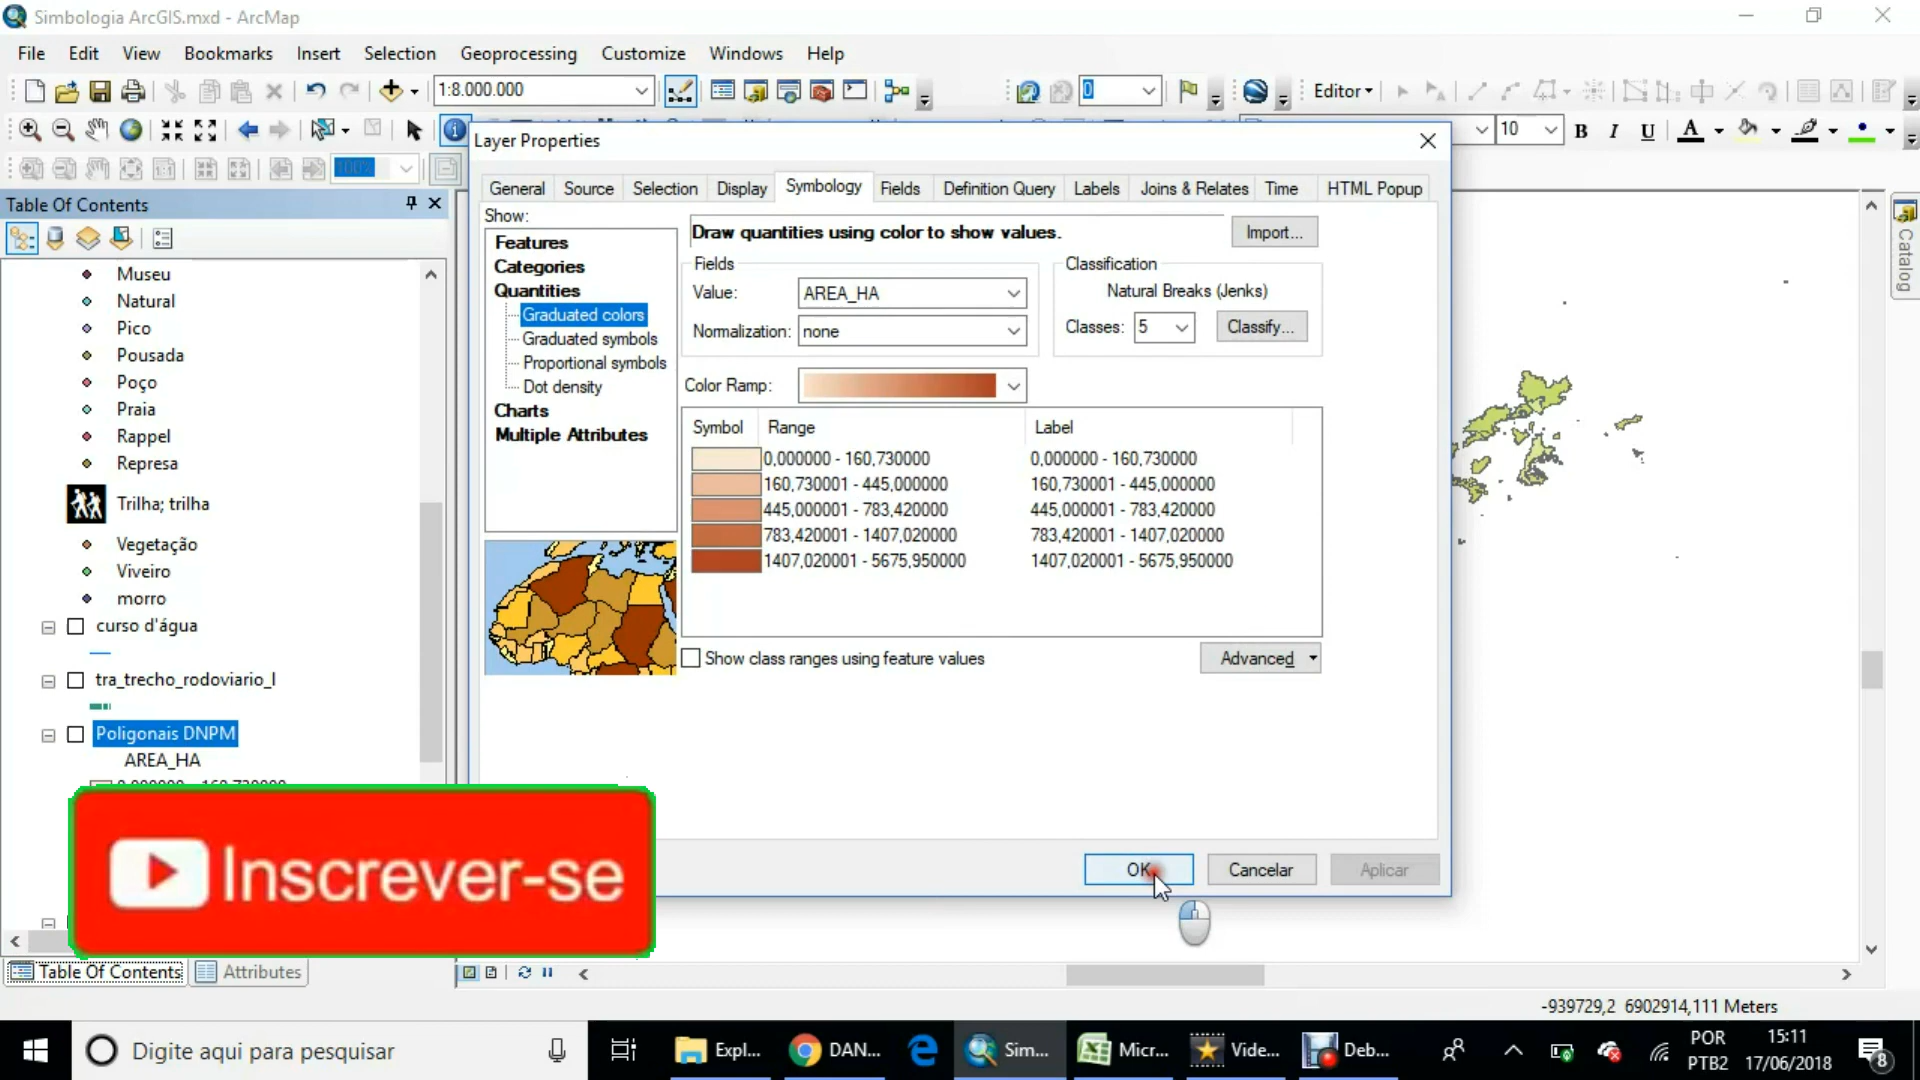 Simbologia ArcGIS.mxd - ArcMap
File Edit View Bookmarks Insert Selection Geoprocessing Customize Windows Help
1:8.000.000
0
Editor
10
B I U A
100%
Table Of Contents
Museu
Natural
Pico
Pousada
Poço
Praia
Rappel
Represa
Trilha; trilha
Vegetação
Viveiro
morro
curso d'água
tra_trecho_rodoviario_l
Poligonais DNPM
AREA_HA
Inscrever-se
Table Of Contents
Attributes
Layer Properties
General Source Selection Display Symbology Fields Definition Query Labels Joins & Relates Time HTML Popup
Show:
Features
Categories
Quantities
Graduated colors
Graduated symbols
Proportional symbols
Dot density
Charts
Multiple Attributes
Draw quantities using color to show values.
Import...
Fields
Value: AREA_HA
Normalization: none
Classification
Natural Breaks (Jenks)
Classes: 5 Classify...
Color Ramp:
Symbol Range Label
0,000000 - 160,730000 0,000000 - 160,730000
160,730001 - 445,000000 160,730001 - 445,000000
445,000001 - 783,420000 445,000001 - 783,420000
783,420001 - 1407,020000 783,420001 - 1407,020000
1407,020001 - 5675,950000 1407,020001 - 5675,950000
Show class ranges using feature values
Advanced
OK Cancelar Aplicar
Catalog
-939729,2 6902914,111 Meters
Digite aqui para pesquisar
Expl... DAN... Sim... Micr... Vide... Deb...
POR
PTB2
15:11
17/06/2018
8